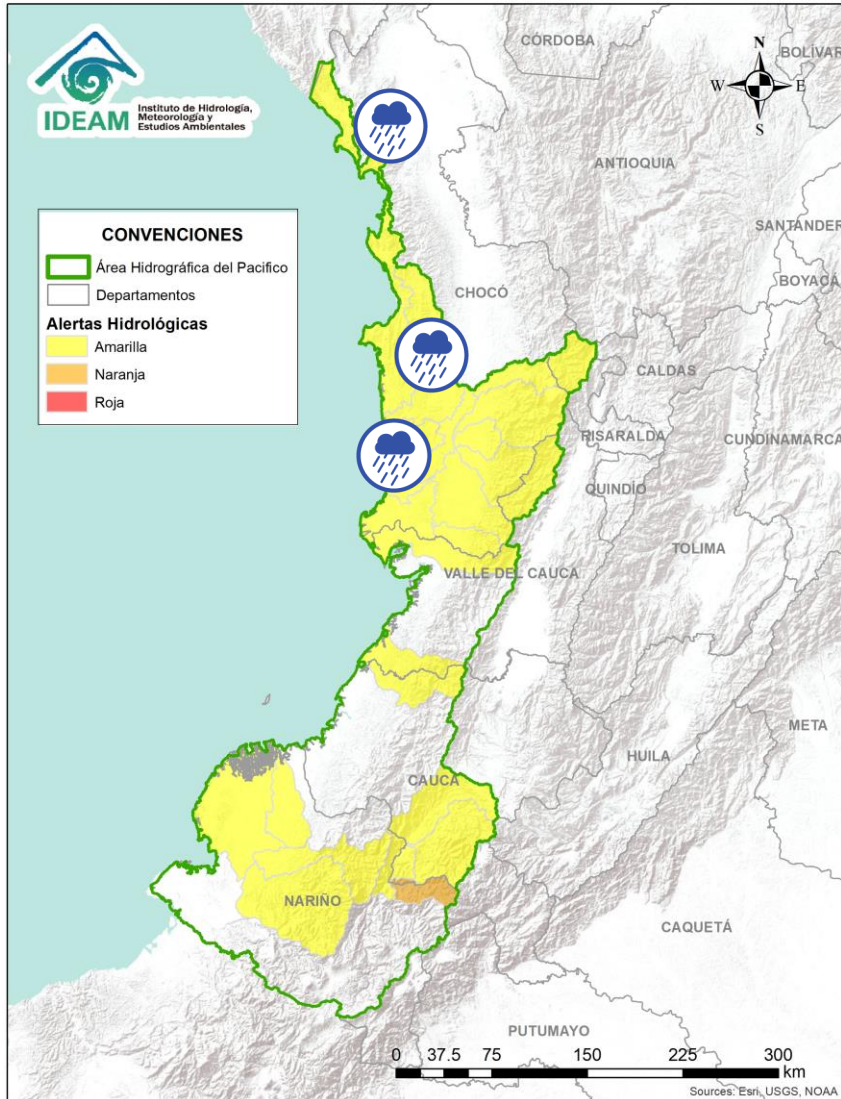 IDEAM
Instituto de Hidrología,
Meteorología y
Estudios Ambientales
CÓRDOBA
BOLÍVAR
N
W
E
S
ANTIOQUIA
SANTANDER
BOYACÁ
CONVENCIONES
Área Hidrográfica del Pacifico
Departamentos
Alertas Hidrológicas
Amarilla
Naranja
Roja
CHOCÓ
CALDAS
RISARALDA
CUNDINAMARCA
QUINDÍO
TOLIMA
VALLE DEL CAUCA
META
HUILA
CAUCA
NARIÑO
CAQUETÁ
PUTUMAYO
0 37.5 75 150 225 300
km
Sources: Esri, USGS, NOAA